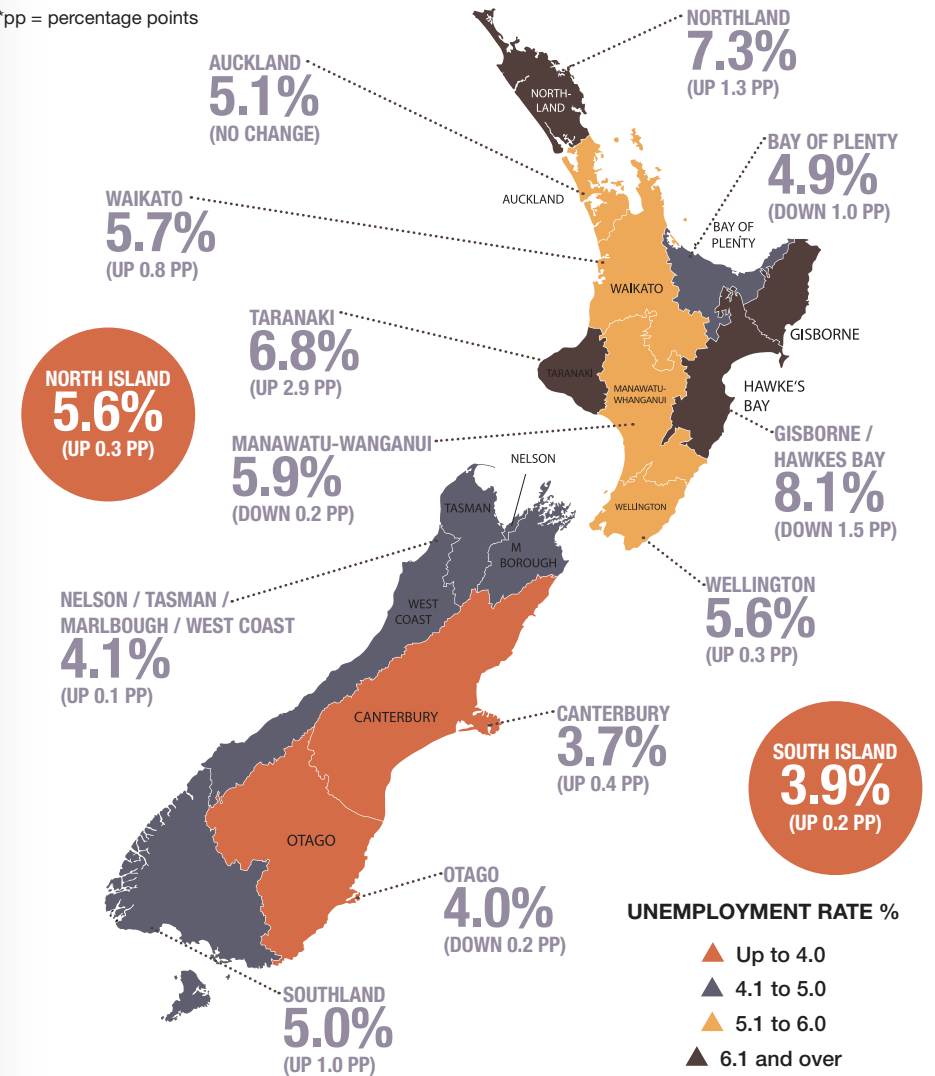 *pp = percentage points
NORTHLAND
7.3%
(UP 1.3 PP)
AUCKLAND
5.1%
(NO CHANGE)
NORTH-
LAND
BAY OF PLENTY
4.9%
(DOWN 1.0 PP)
WAIKATO
5.7%
(UP 0.8 PP)
AUCKLAND
BAY OF
PLENTY
WAIKATO
TARANAKI
6.8%
(UP 2.9 PP)
GISBORNE
NORTH ISLAND
5.6%
(UP 0.3 PP)
TARANAKI
MANAWATU-
WHANGANUI
HAWKE'S
BAY
MANAWATU-WANGANUI
5.9%
(DOWN 0.2 PP)
GISBORNE /
HAWKES BAY
8.1%
(DOWN 1.5 PP)
NELSON
TASMAN
WELLINGTON
M
BOROUGH
WELLINGTON
5.6%
(UP 0.3 PP)
NELSON / TASMAN /
MARLBOUGH / WEST COAST
4.1%
(UP 0.1 PP)
WEST
COAST
CANTERBURY
CANTERBURY
3.7%
(UP 0.4 PP)
SOUTH ISLAND
3.9%
(UP 0.2 PP)
OTAGO
OTAGO
4.0%
(DOWN 0.2 PP)
SOUTHLAND
5.0%
(UP 1.0 PP)
UNEMPLOYMENT RATE %
Up to 4.0
4.1 to 5.0
5.1 to 6.0
6.1 and over